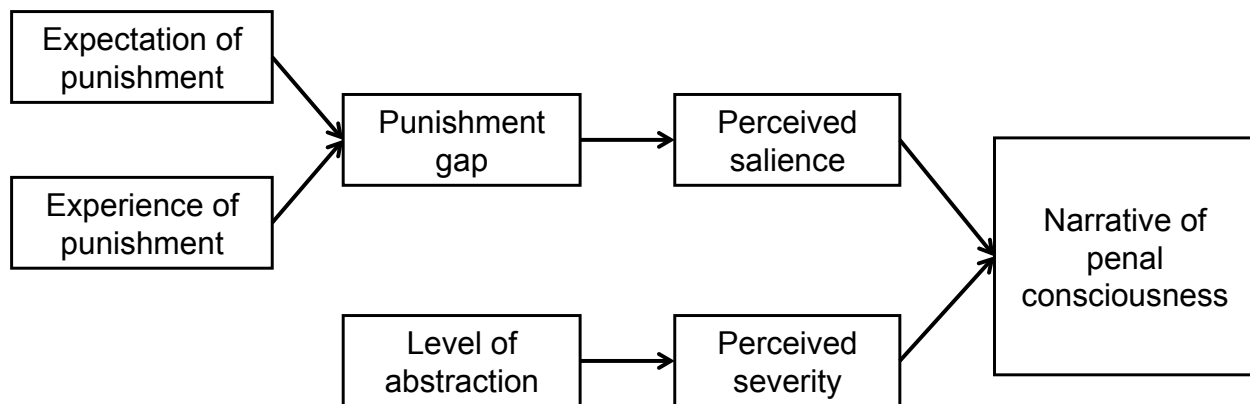 Expectation of
punishment
Experience of
punishment
Punishment
gap
Perceived
salience
Level of
abstraction
Perceived
severity
Narrative of
penal
consciousness